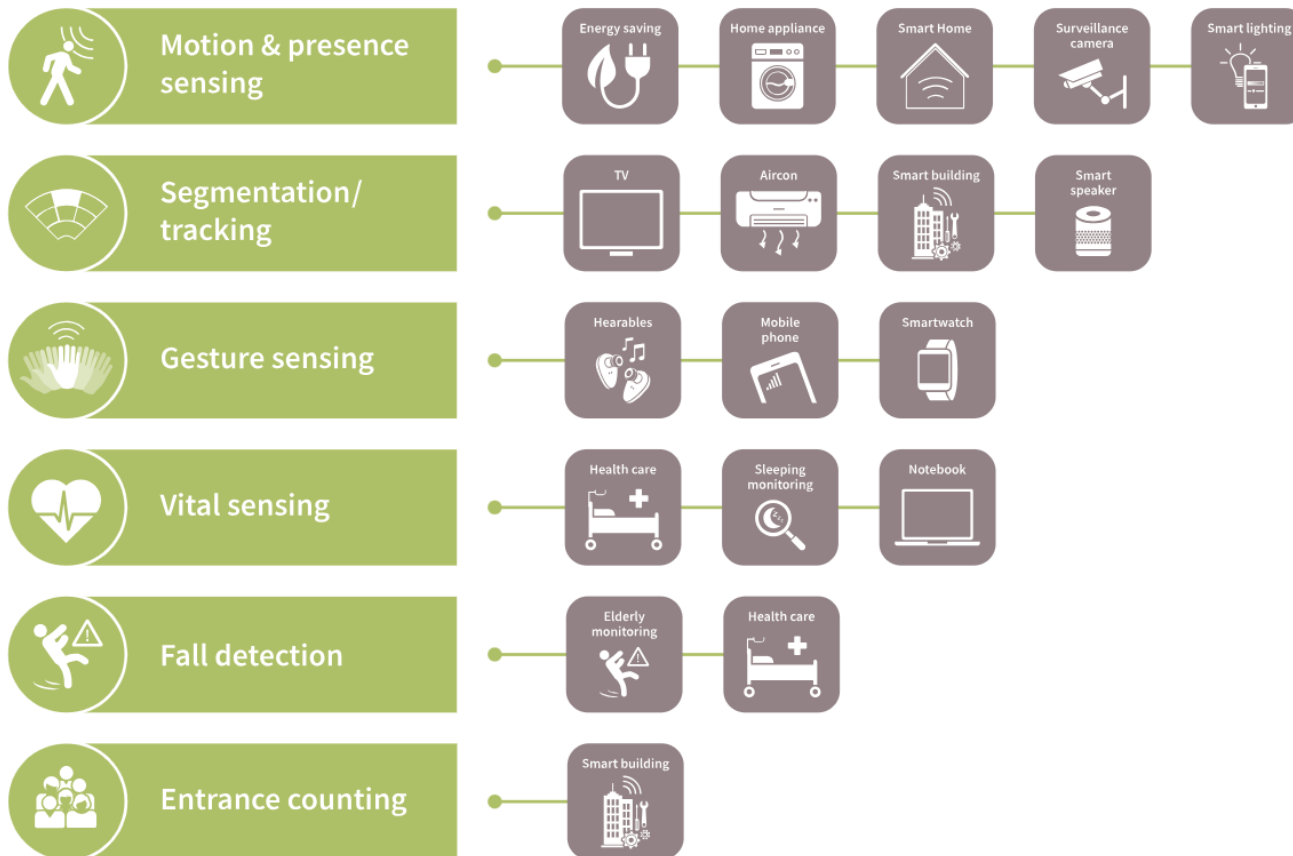 Motion & presence
sensing
Energy saving
Home appliance
Smart Home
Surveillance
camera
Smart lighting
Segmentation/
tracking
TV
Aircon
Smart building
Smart
speaker
Gesture sensing
Hearables
Mobile
phone
Smartwatch
Vital sensing
Health care
Sleeping
monitoring
Notebook
Fall detection
Elderly
monitoring
Health care
Entrance counting
Smart building